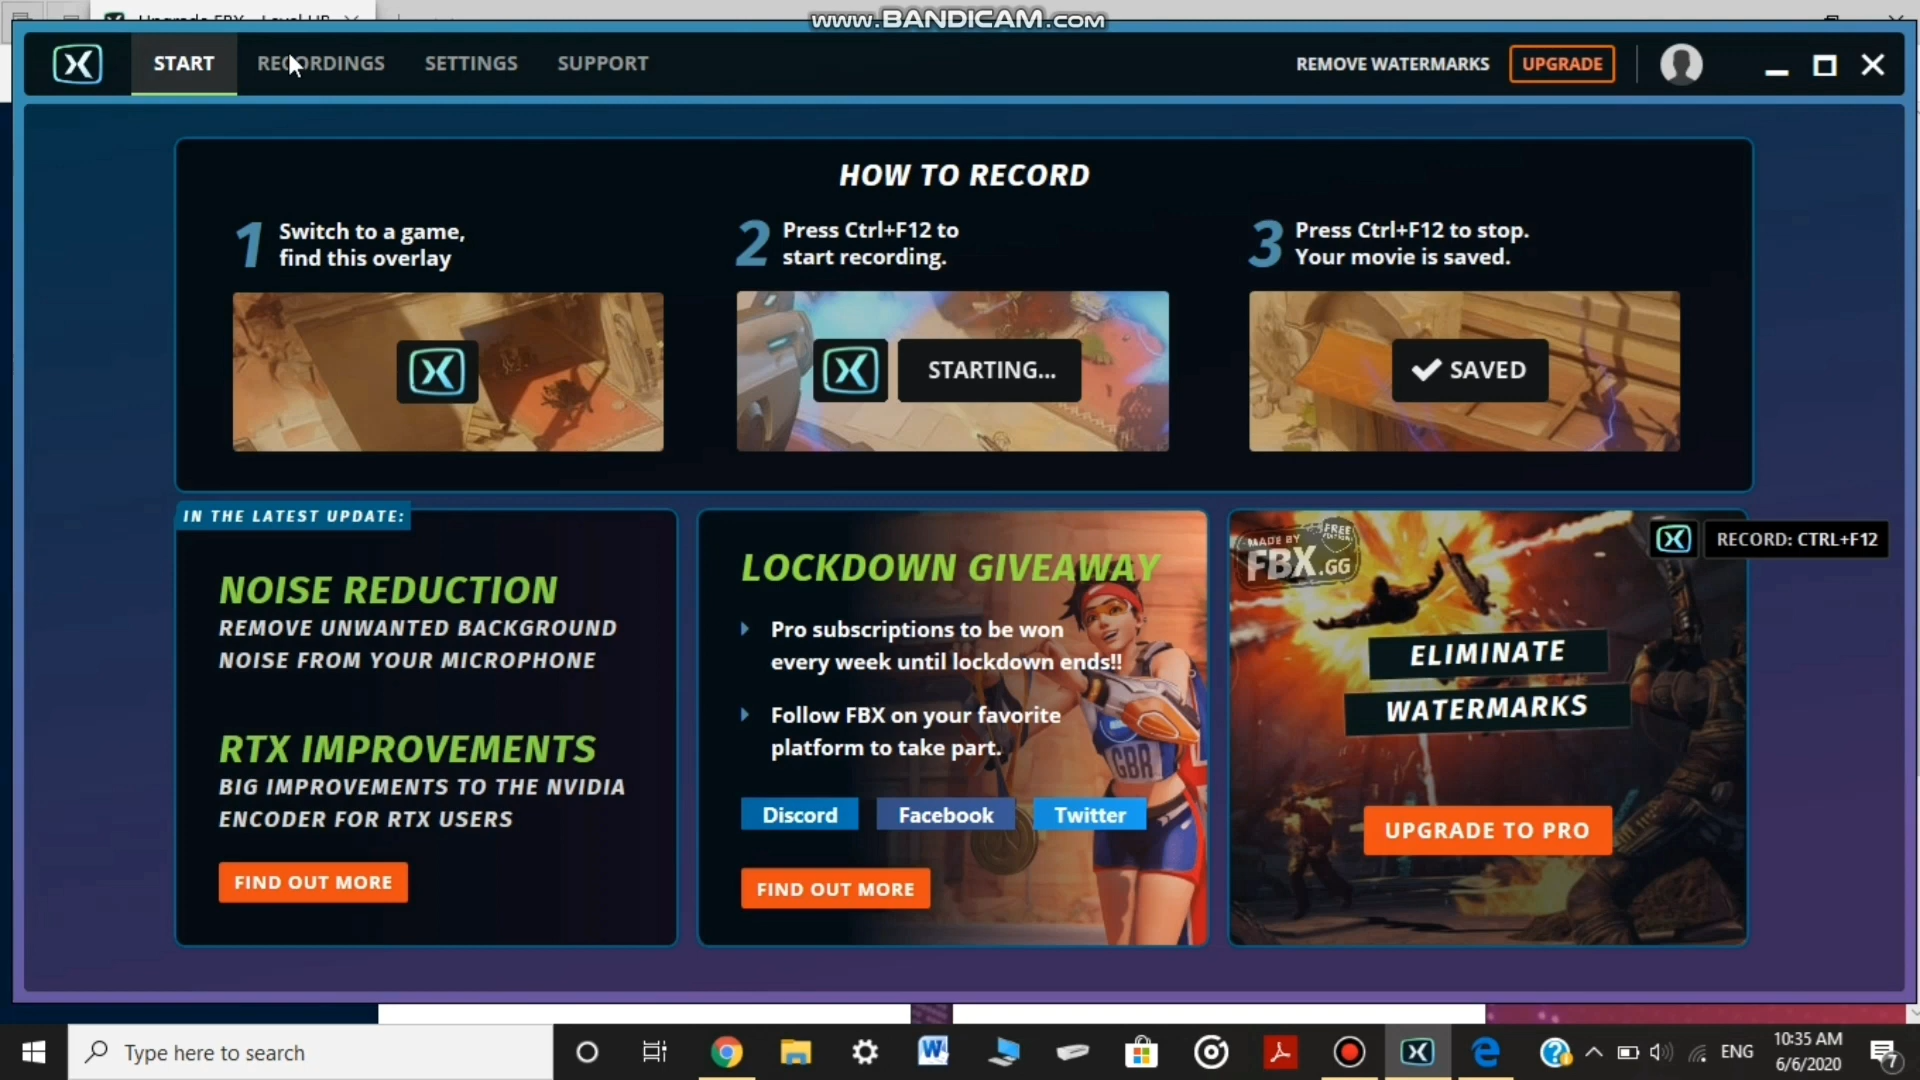 www.BANDICAM.com
START
RECORDINGS
SETTINGS
SUPPORT
REMOVE WATERMARKS
UPGRADE
HOW TO RECORD
1
Switch to a game,
find this overlay
2
Press Ctrl+F12 to
start recording.
3
Press Ctrl+F12 to stop.
Your movie is saved.
STARTING...
SAVED
IN THE LATEST UPDATE:
NOISE REDUCTION
REMOVE UNWANTED BACKGROUND
NOISE FROM YOUR MICROPHONE
RTX IMPROVEMENTS
BIG IMPROVEMENTS TO THE NVIDIA
ENCODER FOR RTX USERS
FIND OUT MORE
LOCKDOWN GIVEAWAY
Pro subscriptions to be won
every week until lockdown ends!!
Follow FBX on your favorite
platform to take part.
GBR
Discord
Facebook
Twitter
FIND OUT MORE
MADE BY
FREE
FBX.GG
RECORD: CTRL+F12
ELIMINATE
WATERMARKS
UPGRADE TO PRO
Type here to search
ENG
10:35 AM
6/6/2020
7